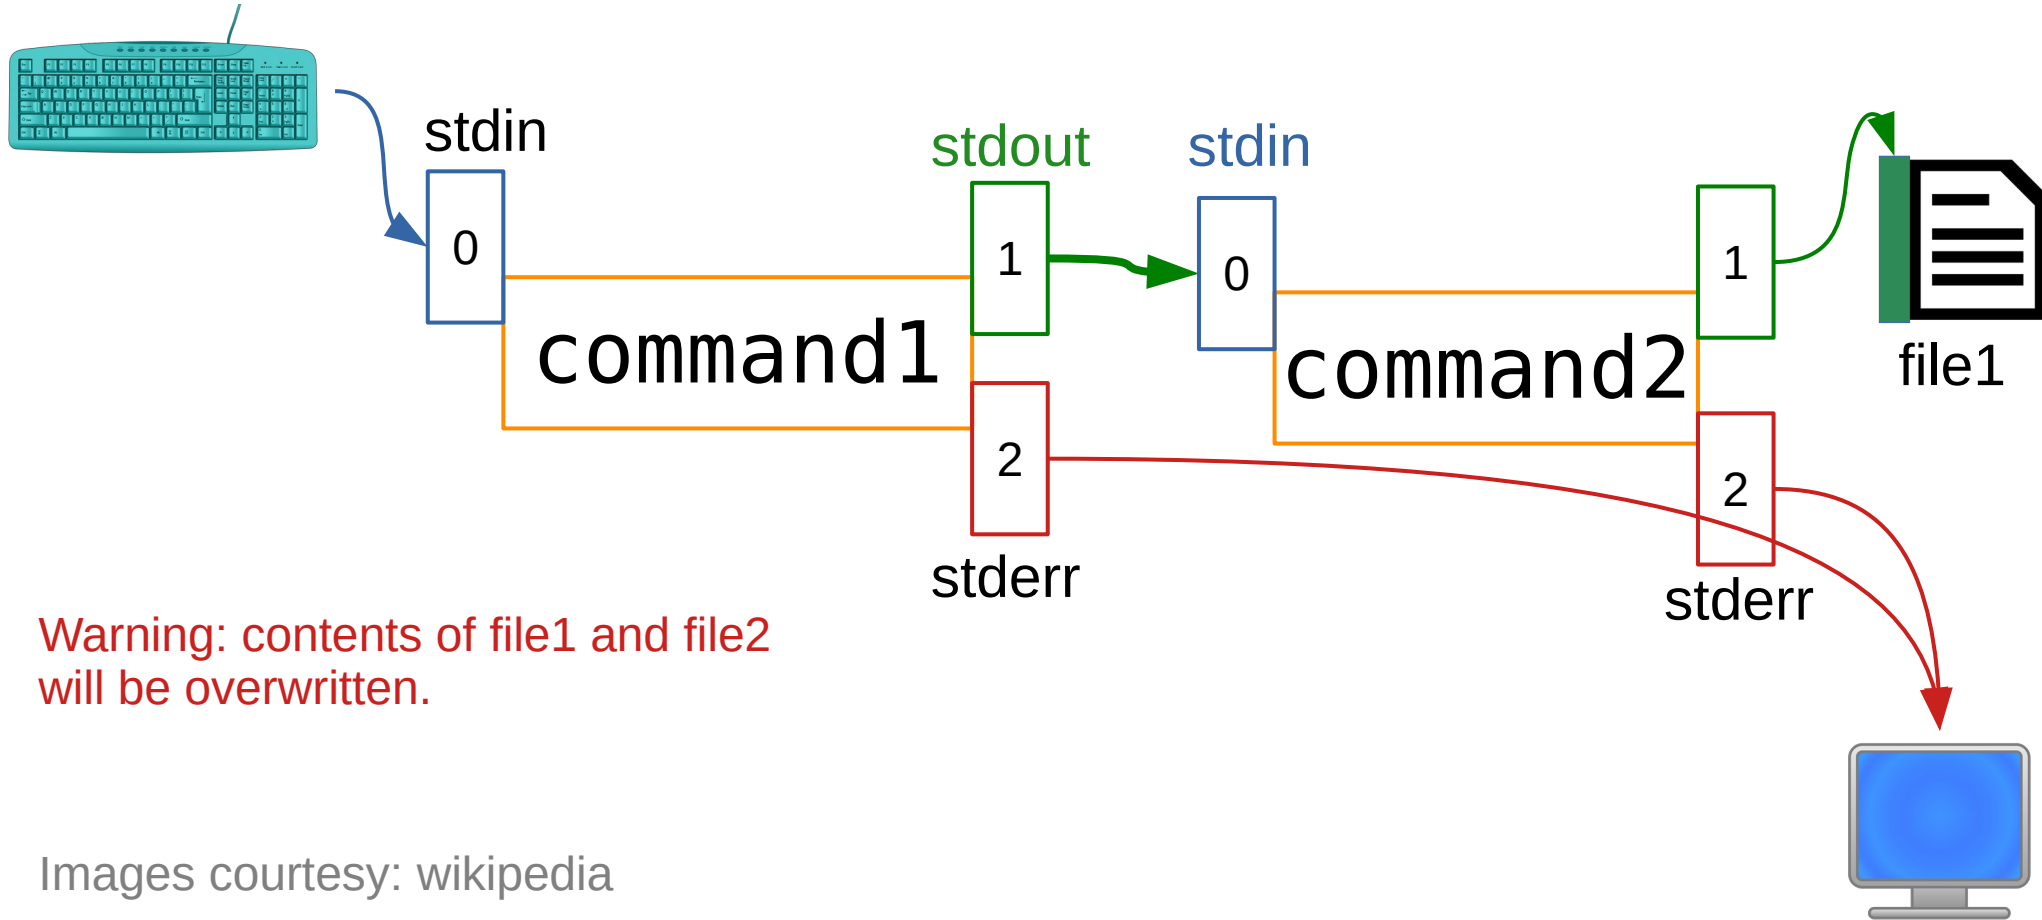 stdin
stdout
stdin
0
1
0
1
command1
command2
file1
2
2
stderr
stderr
Warning: contents of file1 and file2
will be overwritten.
Images courtesy: wikipedia